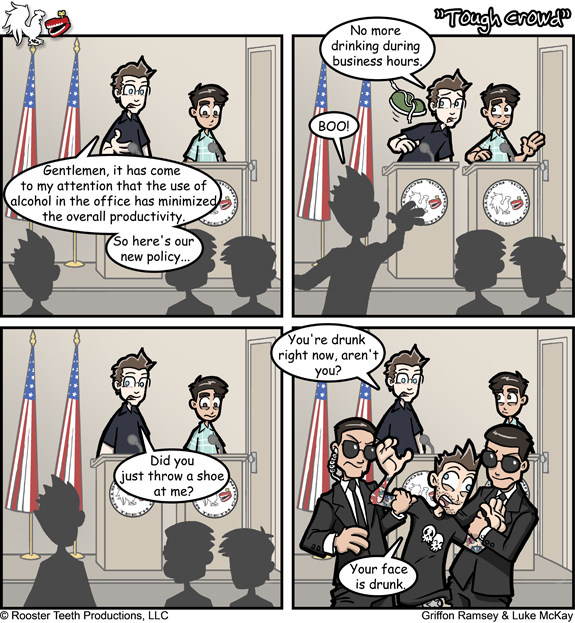 "Tough Crowd"
Gentlemen, it has come
to my attention that the use of
alcohol in the office has minimized
the overall productivity.
So here's our
new policy...
No more
drinking during
business hours.
BOO!
Did you
just throw a shoe
at me?
You're drunk
right now, aren't
you?
Your face
is drunk.
© Rooster Teeth Productions, LLC
Griffon Ramsey & Luke McKay